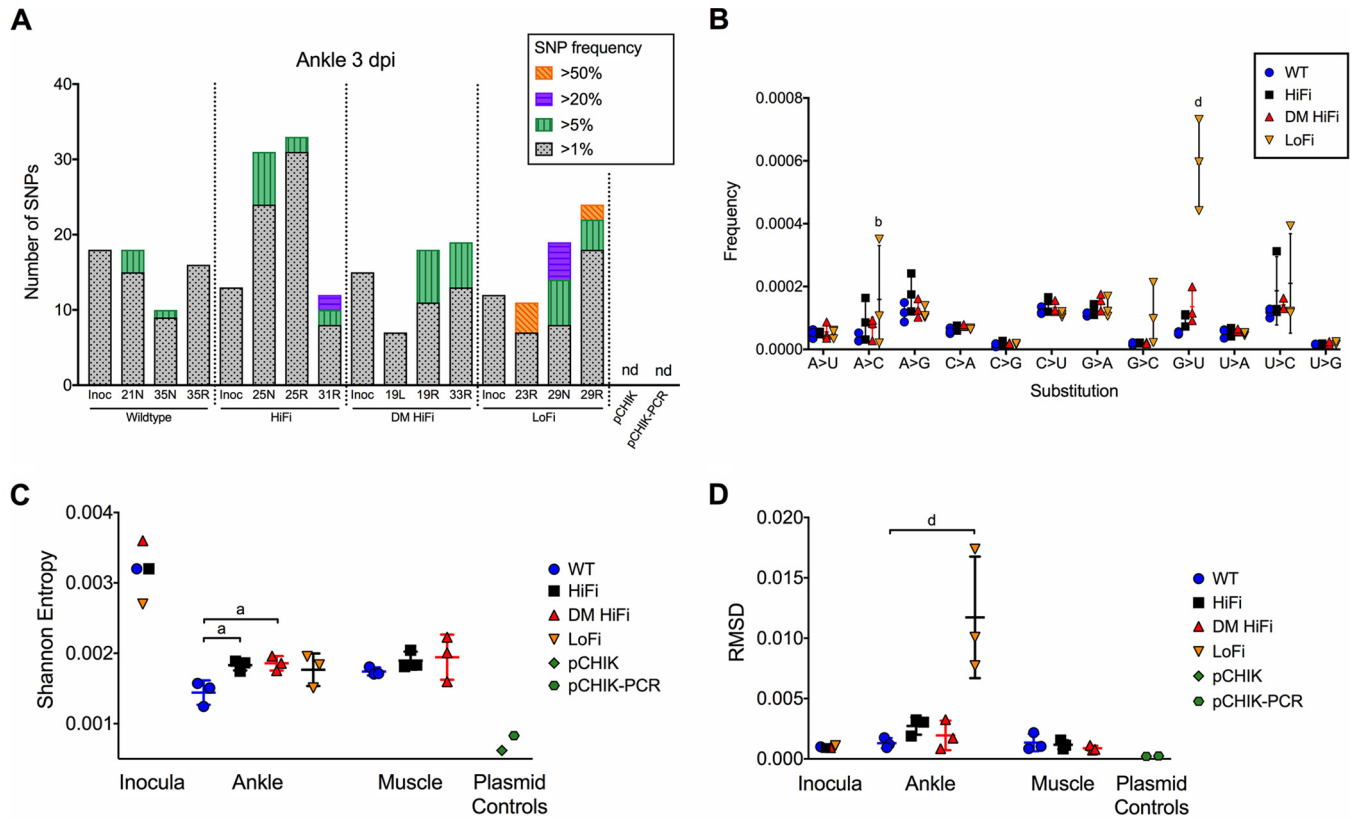 A
Ankle 3 dpi
SNP frequency
>50%
>20%
>5%
>1%
Number of SNPs
40
30
20
10
0
nd
nd
Inoc 21N 35N 35R Inoc 25N 25R 31R Inoc 19L 19R 33R Inoc 23R 29N 29R
Wildtype HiFi DM HiFi LoFi
pCHIK
pCHIK-PCR
B
WT
HiFi
DM HiFi
LoFi
Frequency
0.0008
0.0006
0.0004
0.0002
0.0000
b
d
A>U A>C A>G C>A C>G C>U G>A G>C G>U U>A U>C U>G
Substitution
C
Shannon Entropy
0.004
0.003
0.002
0.001
a
a
WT
HiFi
DM HiFi
LoFi
pCHIK
pCHIK-PCR
Inocula Ankle Muscle Plasmid
Controls
D
RMSD
0.020
0.015
0.010
0.005
0.000
d
WT
HiFi
DM HiFi
LoFi
pCHIK
pCHIK-PCR
Inocula Ankle Muscle Plasmid
Controls